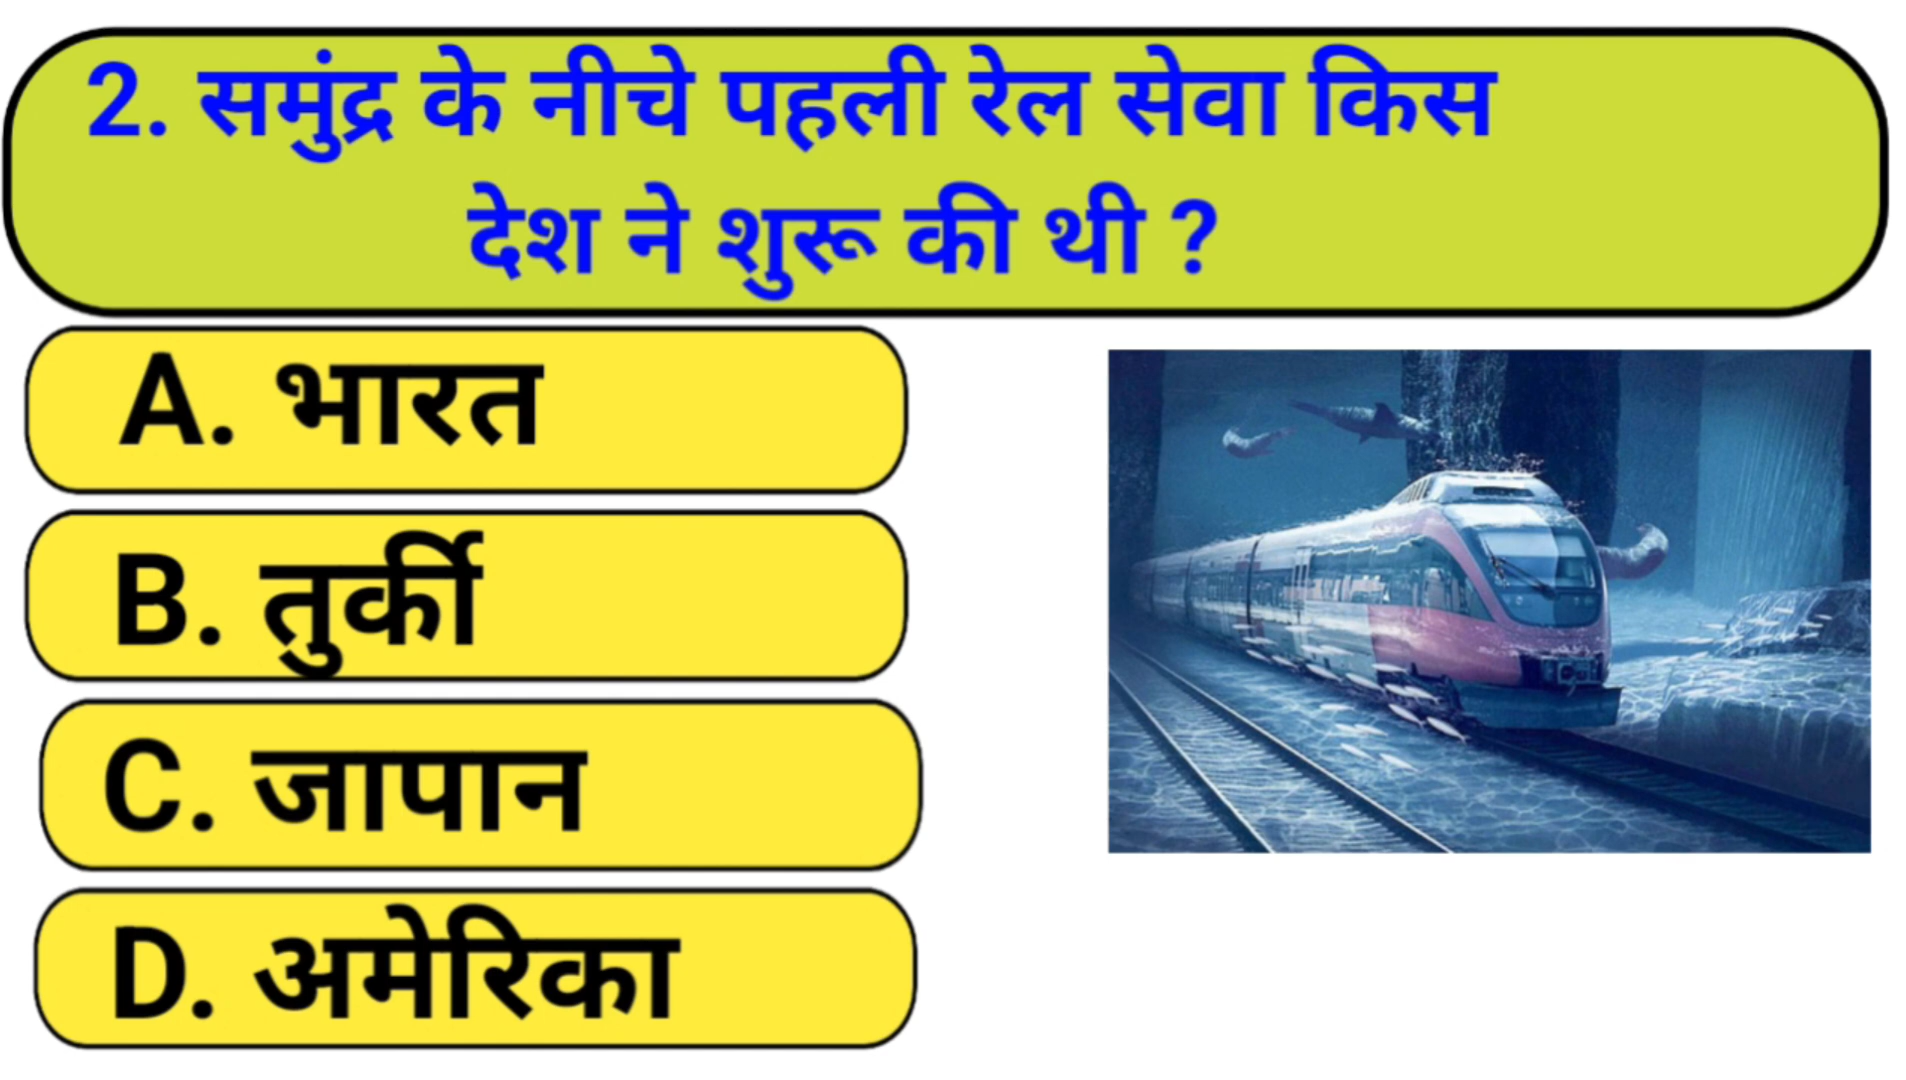 2. समुंद्र के नीचे पहली रेल सेवा किस
देश ने शुरू की थी ?
A. भारत
B. तुर्की
C. जापान
D. अमेरिका